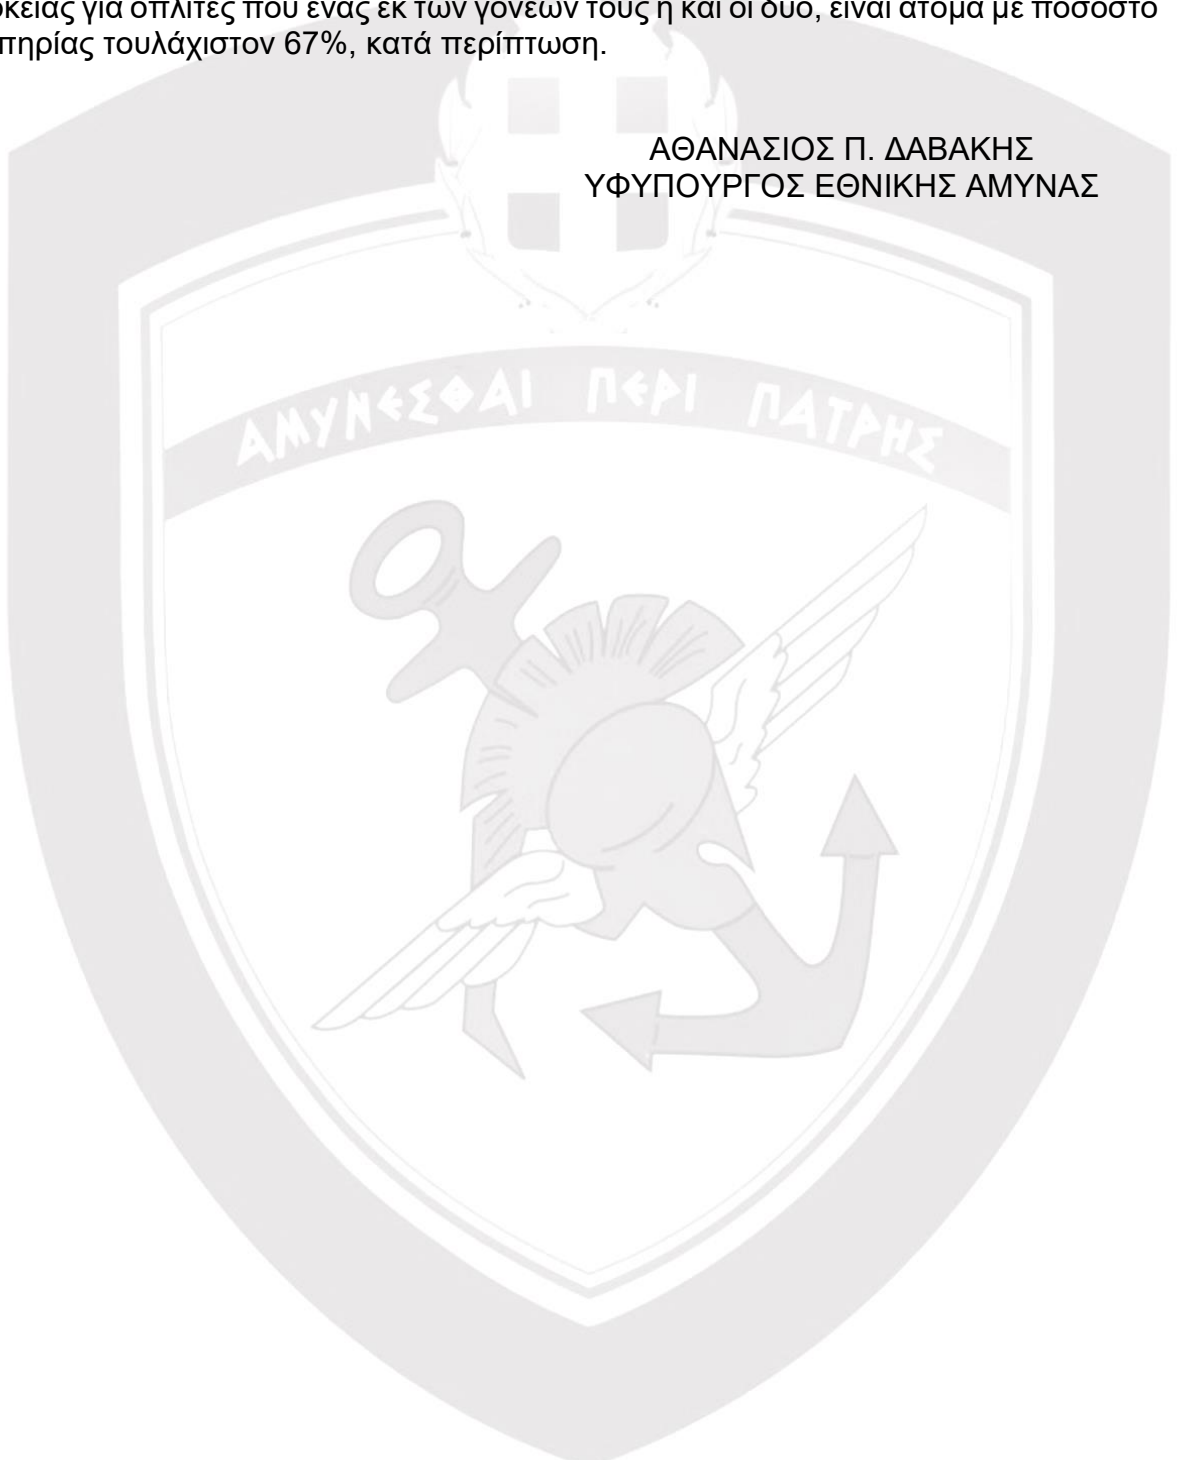 ρκειας για οπλίτες που ένας εκ των γονέων τους ή και οι δύο, είναι άτομα με ποσοστό
πηρίας τουλάχιστον 67%, κατά περίπτωση.
ΑΘΑΝΑΣΙΟΣ Π. ΔΑΒΑΚΗΣ
ΥΦΥΠΟΥΡΓΟΣ ΕΘΝΙΚΗΣ ΑΜΥΝΑΣ
ΑΜΥΝΕΣΘΑΙ ΠΕΡΙ ΠΑΤΡΗΣ